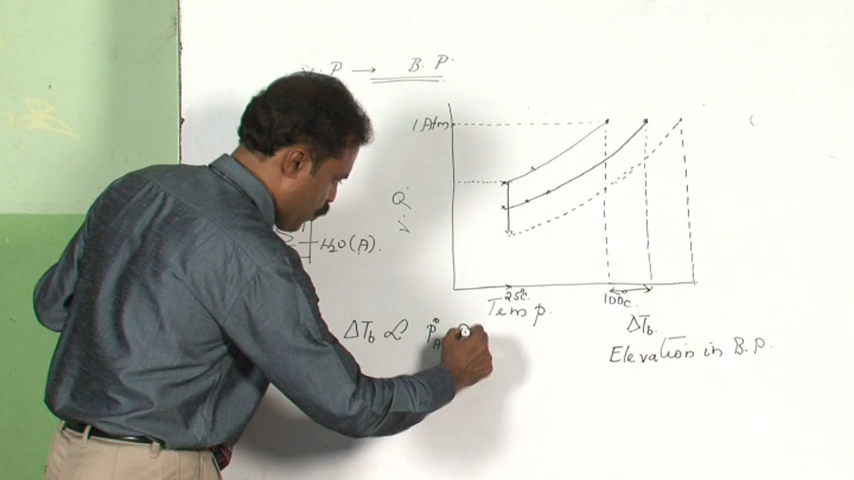 V. P → B. P.
1 Atm
H2O(A).
25°C.
100°C.
Temp.
ΔTb.
ΔTb ∝ P°A
Elevation in B.P.